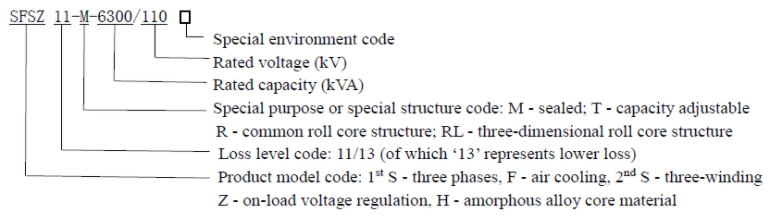 SFSZ 11-M-6300/110 □
Special environment code
Rated voltage (kV)
Rated capacity (kVA)
Special purpose or special structure code: M - sealed; T - capacity adjustable
R - common roll core structure; RL - three-dimensional roll core structure
Loss level code: 11/13 (of which ‘13’ represents lower loss)
Product model code: 1st S - three phases, F - air cooling, 2nd S - three-winding
Z - on-load voltage regulation, H - amorphous alloy core material